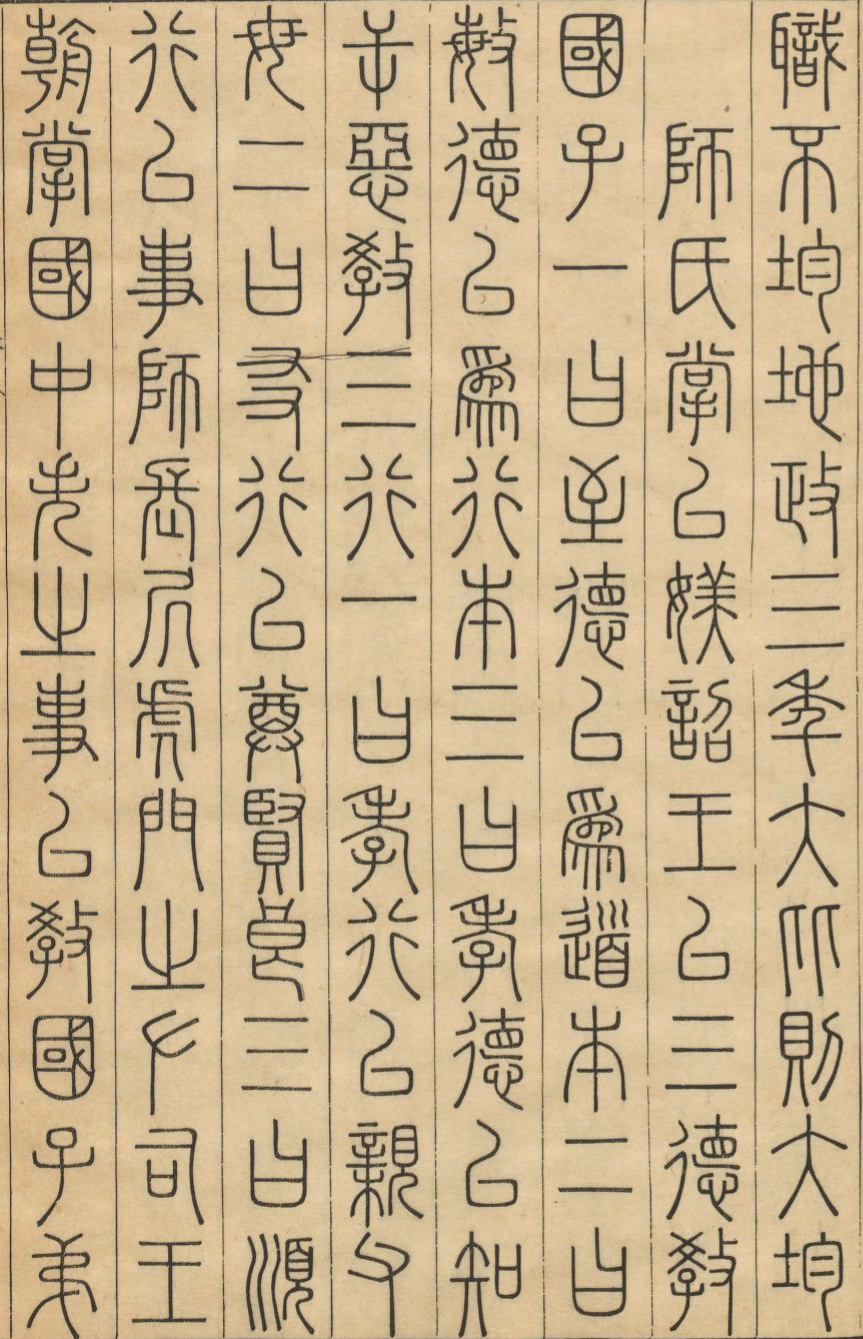 職不均地政三年大比則大均
師氏掌以媄詔王以三德教
國子一曰至德以爲道本二曰
敏德以爲行本三曰孝德以知
屰惡教三行一曰孝行以親父
母二曰友行以尊賢良三曰順
行以事師長凥虎門之左司王
朝掌國中失之事以教國子弟